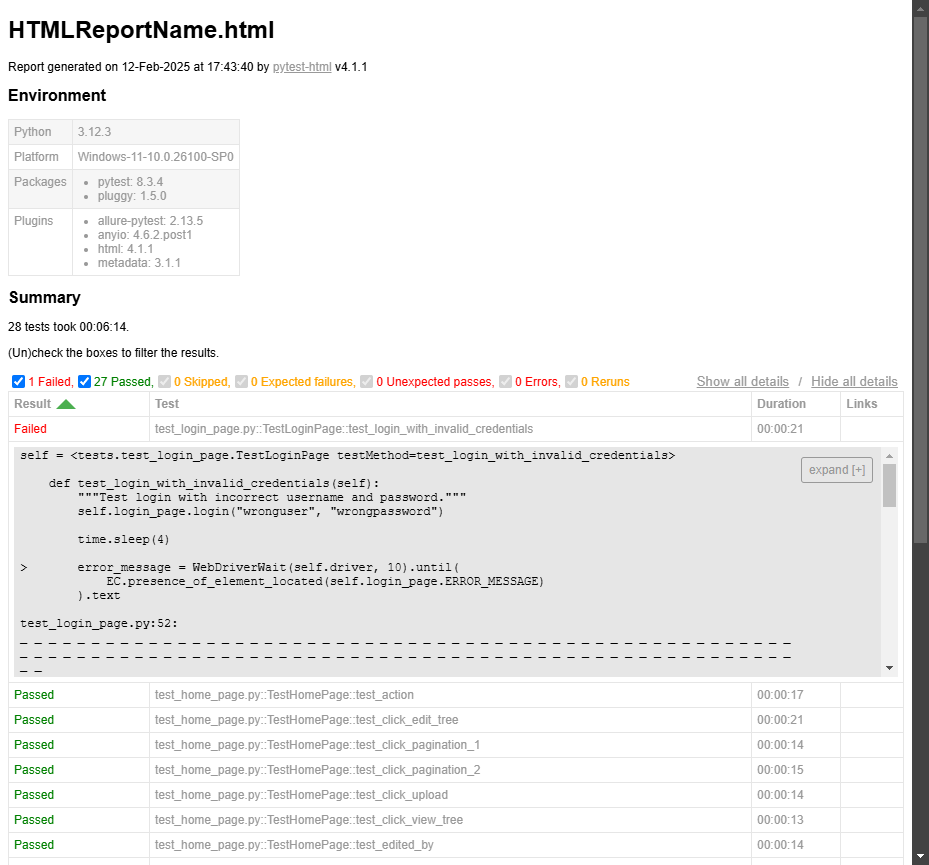 HTMLReportName.html
Report generated on 12-Feb-2025 at 17:43:40 by pytest-html v4.1.1
Environment
Python 3.12.3
Platform Windows-11-10.0.26100-SP0
Packages
• pytest: 8.3.4
• pluggy: 1.5.0
Plugins
• allure-pytest: 2.13.5
• anyio: 4.6.2.post1
• html: 4.1.1
• metadata: 3.1.1
Summary
28 tests took 00:06:14.
(Un)check the boxes to filter the results.
1 Failed, 27 Passed, 0 Skipped, 0 Expected failures, 0 Unexpected passes, 0 Errors, 0 Reruns Show all details / Hide all details
Result Test Duration Links
Failed test_login_page.py::TestLoginPage::test_login_with_invalid_credentials 00:00:21
self = <tests.test_login_page.TestLoginPage testMethod=test_login_with_invalid_credentials>
expand [+]
def test_login_with_invalid_credentials(self):
"""Test login with incorrect username and password."""
self.login_page.login("wronguser", "wrongpassword")
time.sleep(4)
> error_message = WebDriverWait(self.driver, 10).until(
EC.presence_of_element_located(self.login_page.ERROR_MESSAGE)
).text
test_login_page.py:52:
_ _ _ _ _ _ _ _ _ _ _ _ _ _ _ _ _ _ _ _ _ _ _ _ _ _ _ _ _ _ _ _ _ _ _ _ _ _ _ _ _ _ _ _ _ _ _ _ _ _ _ _ _ _ _
_ _ _ _ _ _ _ _ _ _ _ _ _ _ _ _ _ _ _ _ _ _ _ _ _ _ _ _ _ _ _ _ _ _ _ _ _ _ _ _ _ _ _ _ _ _ _ _ _ _ _ _ _ _ _
_ _
Passed test_home_page.py::TestHomePage::test_action 00:00:17
Passed test_home_page.py::TestHomePage::test_click_edit_tree 00:00:21
Passed test_home_page.py::TestHomePage::test_click_pagination_1 00:00:14
Passed test_home_page.py::TestHomePage::test_click_pagination_2 00:00:15
Passed test_home_page.py::TestHomePage::test_click_upload 00:00:14
Passed test_home_page.py::TestHomePage::test_click_view_tree 00:00:13
Passed test_home_page.py::TestHomePage::test_edited_by 00:00:14